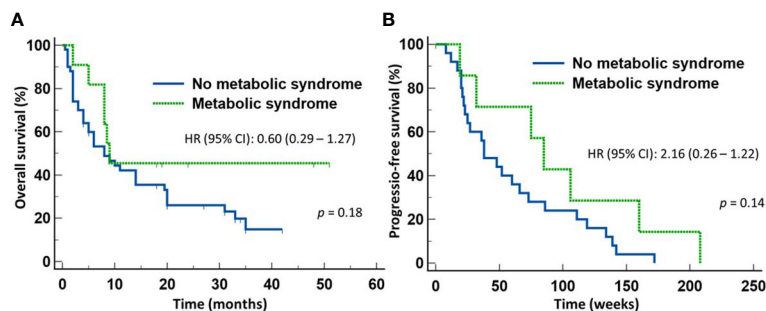 A
Overall survival (%)
100
80
60
40
20
0
No metabolic syndrome
Metabolic syndrome
HR (95% CI): 0.60 (0.29 – 1.27)
p = 0.18
0 10 20 30 40 50 60
Time (months)
B
Progressio-free survival (%)
100
80
60
40
20
0
No metabolic syndrome
Metabolic syndrome
HR (95% CI): 2.16 (0.26 – 1.22)
p = 0.14
0 50 100 150 200 250
Time (weeks)